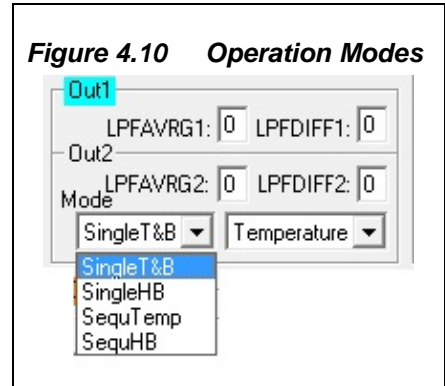 Figure 4.10 Operation Modes
Out1
LPFAVRG1: 0 LPFDIFF1: 0
Out2
LPFAVRG2: 0 LPFDIFF2: 0
Mode
SingleT&B Temperature
SingleT&B
SingleHB
SequTemp
SequHB